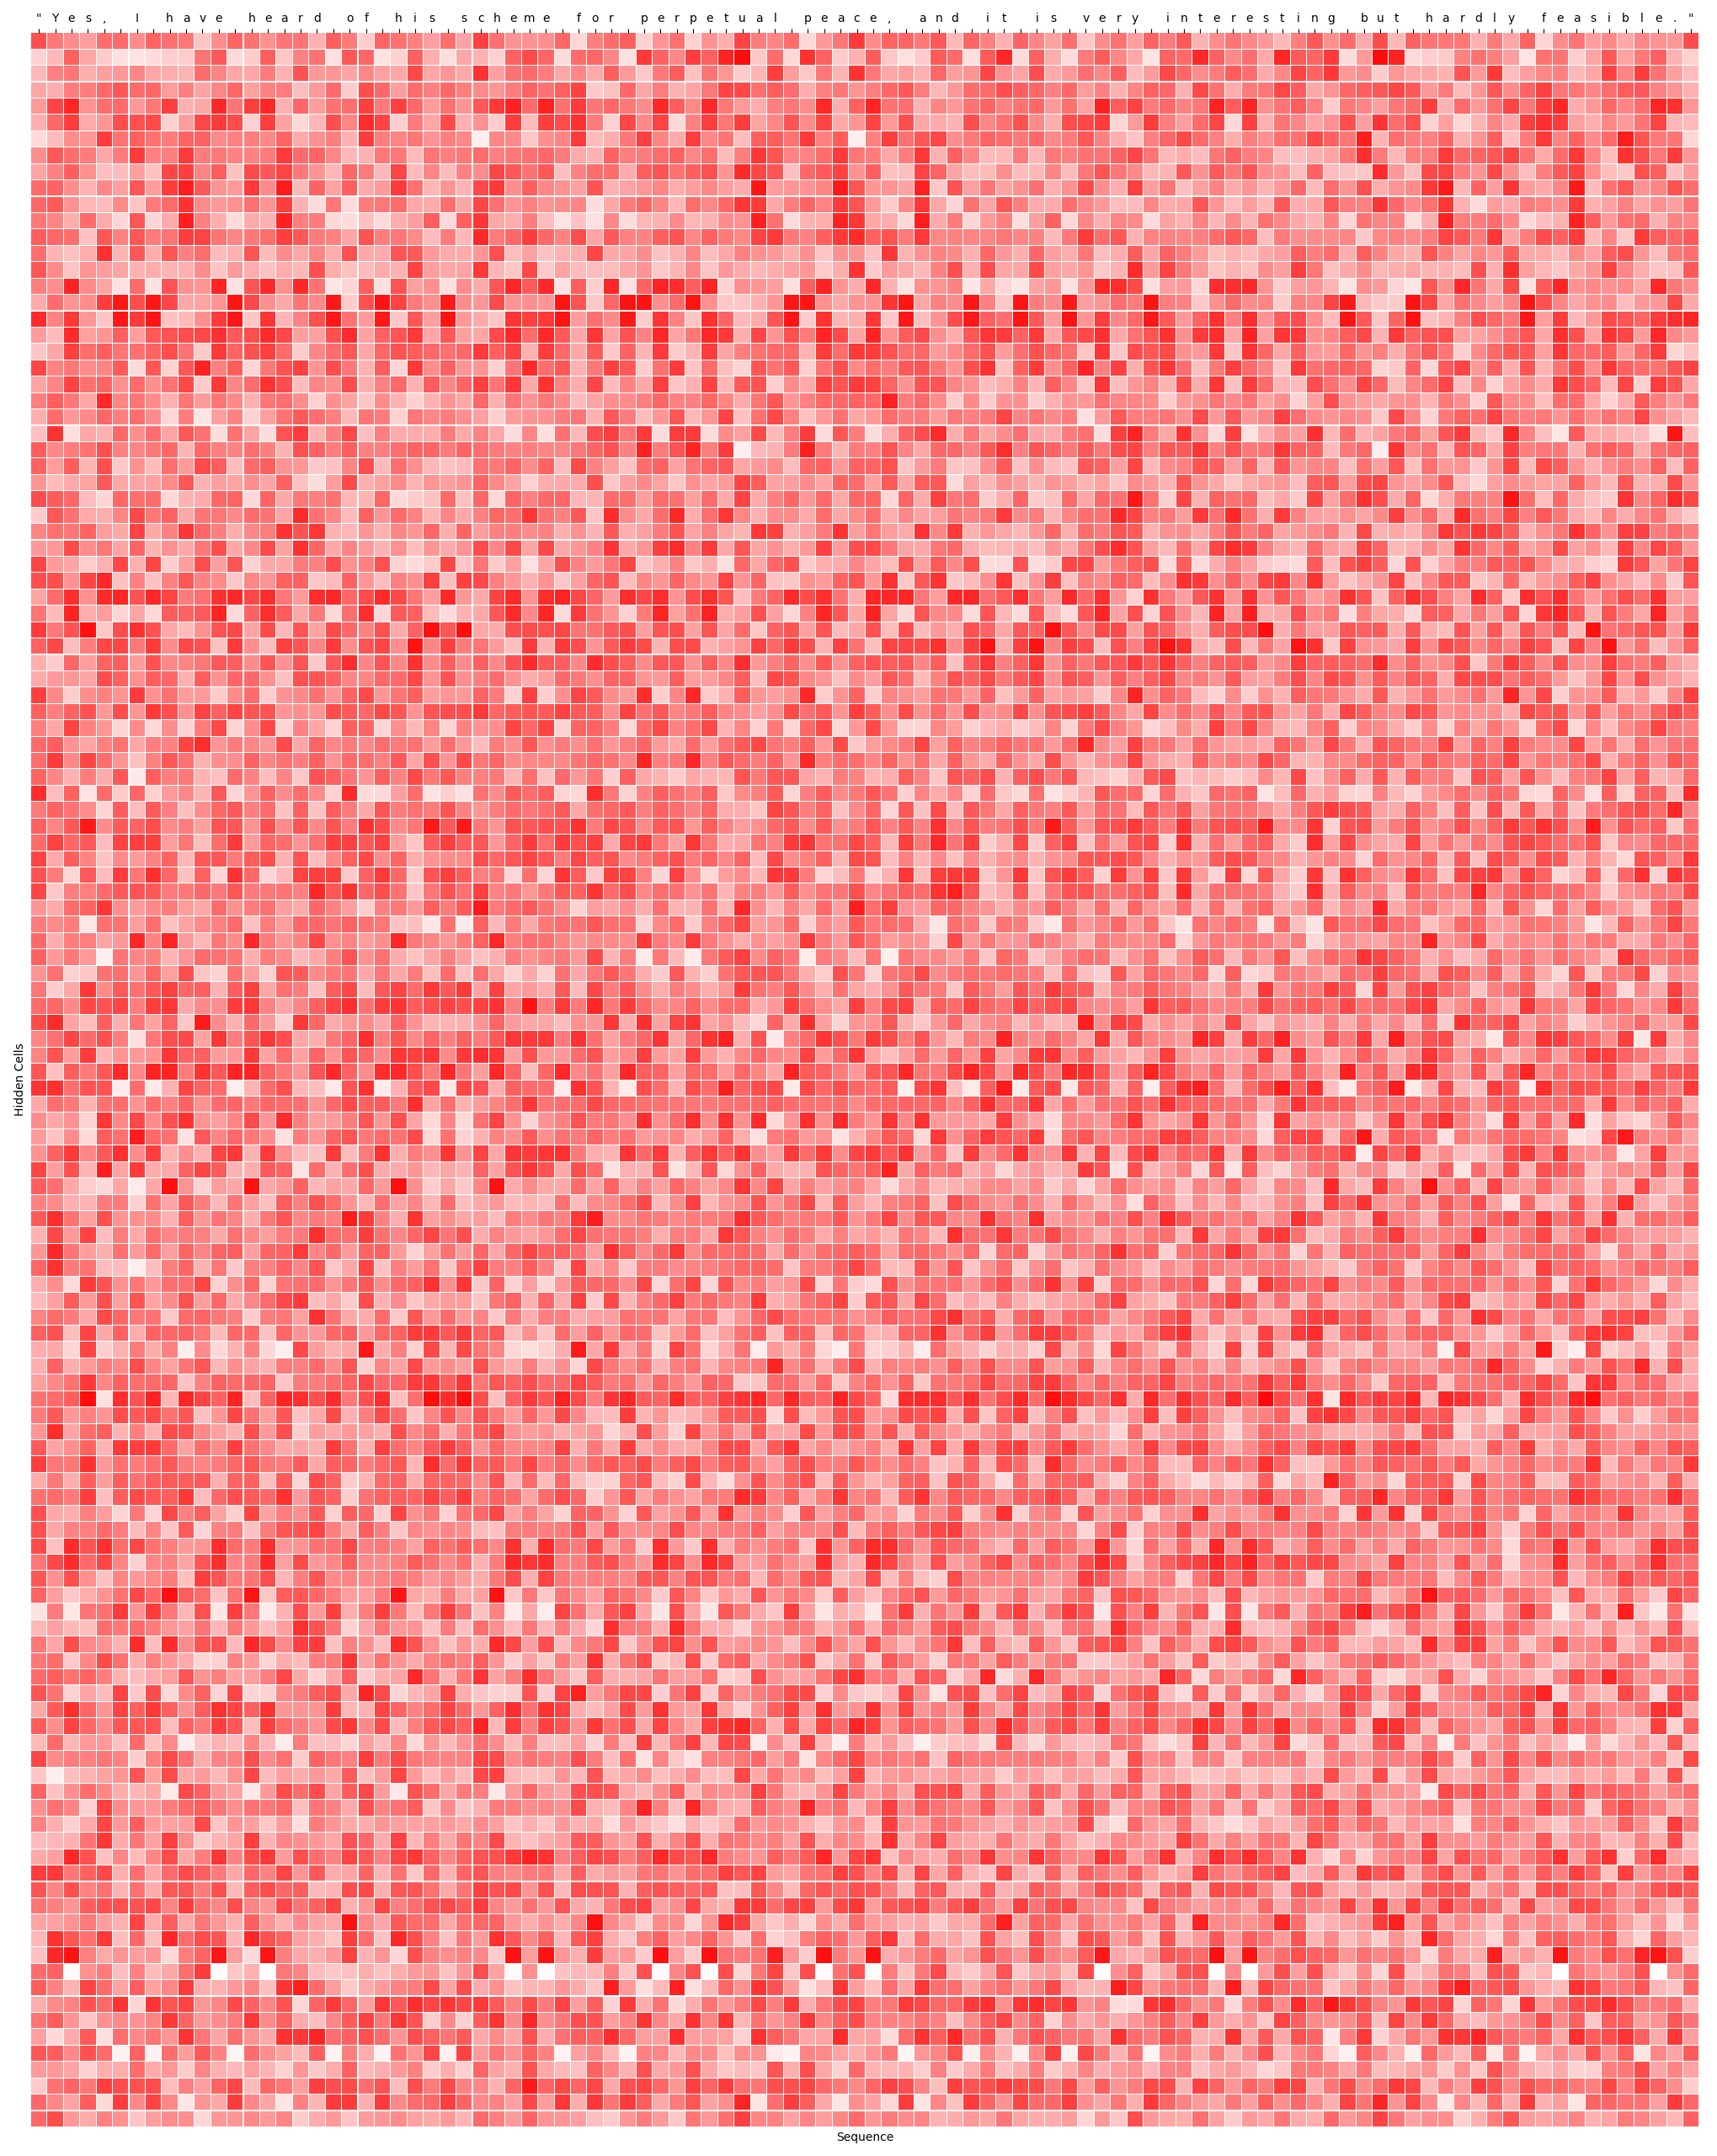 "Yes, I have heard of his scheme for perpetual peace, and it is very interesting but hardly feasible."
Hidden Cells
Sequence